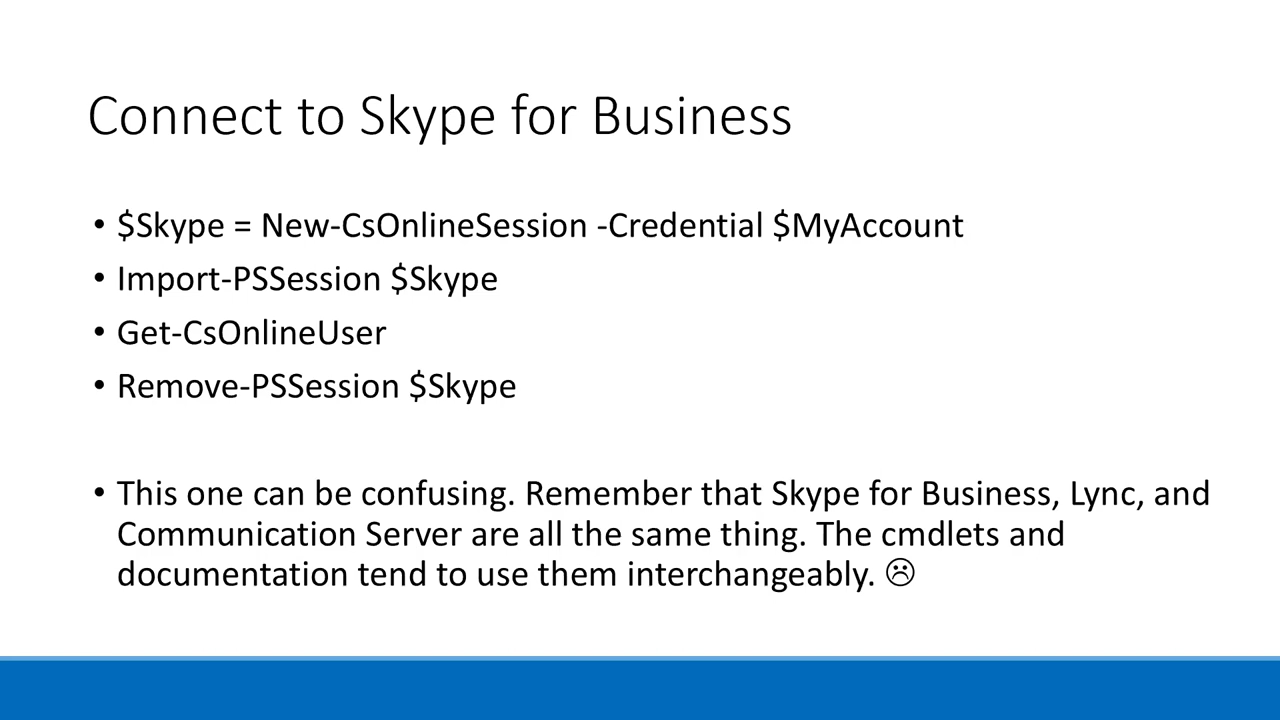 Connect to Skype for Business
• $Skype = New-CsOnlineSession -Credential $MyAccount
• Import-PSSession $Skype
• Get-CsOnlineUser
• Remove-PSSession $Skype
• This one can be confusing. Remember that Skype for Business, Lync, and
Communication Server are all the same thing. The cmdlets and
documentation tend to use them interchangeably. ☹